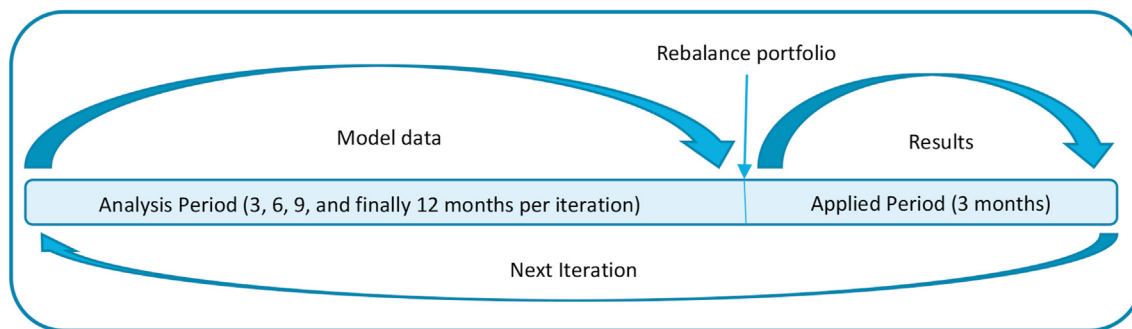 Rebalance portfolio
Model data
Results
Analysis Period (3, 6, 9, and finally 12 months per iteration)
Applied Period (3 months)
Next Iteration